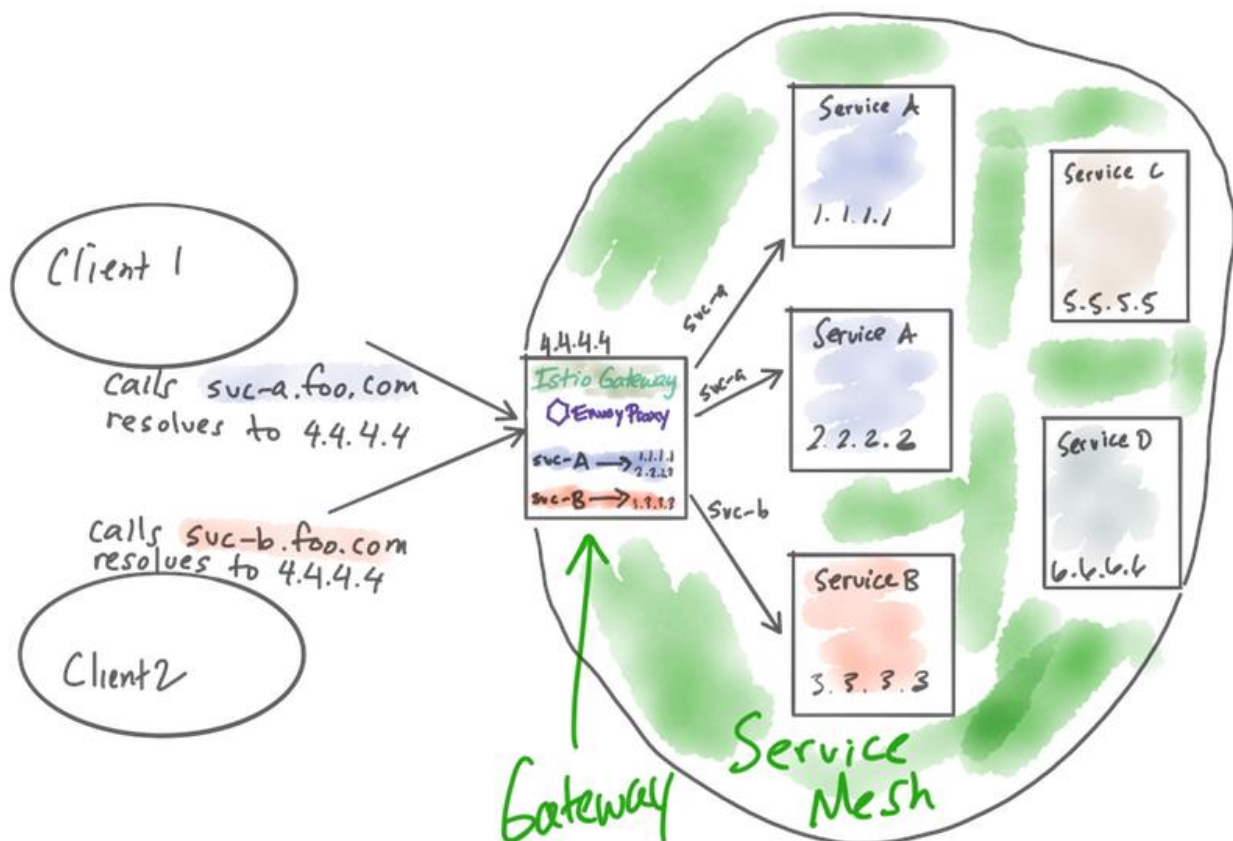 Client 1
calls svc-a.foo.com
resolves to 4.4.4.4
calls svc-b.foo.com
resolves to 4.4.4.4
Client2
4.4.4.4
Istio Gateway
Envoy Proxy
svc-A → 1.1.1.1
2.2.2.2
svc-B → 3.3.3.3
svc-a
svc-a
svc-b
Service A
1.1.1.1
Service A
2.2.2.2
Service B
3.3.3.3
Service C
5.5.5.5
Service D
6.6.6.6
Gateway
Service
Mesh